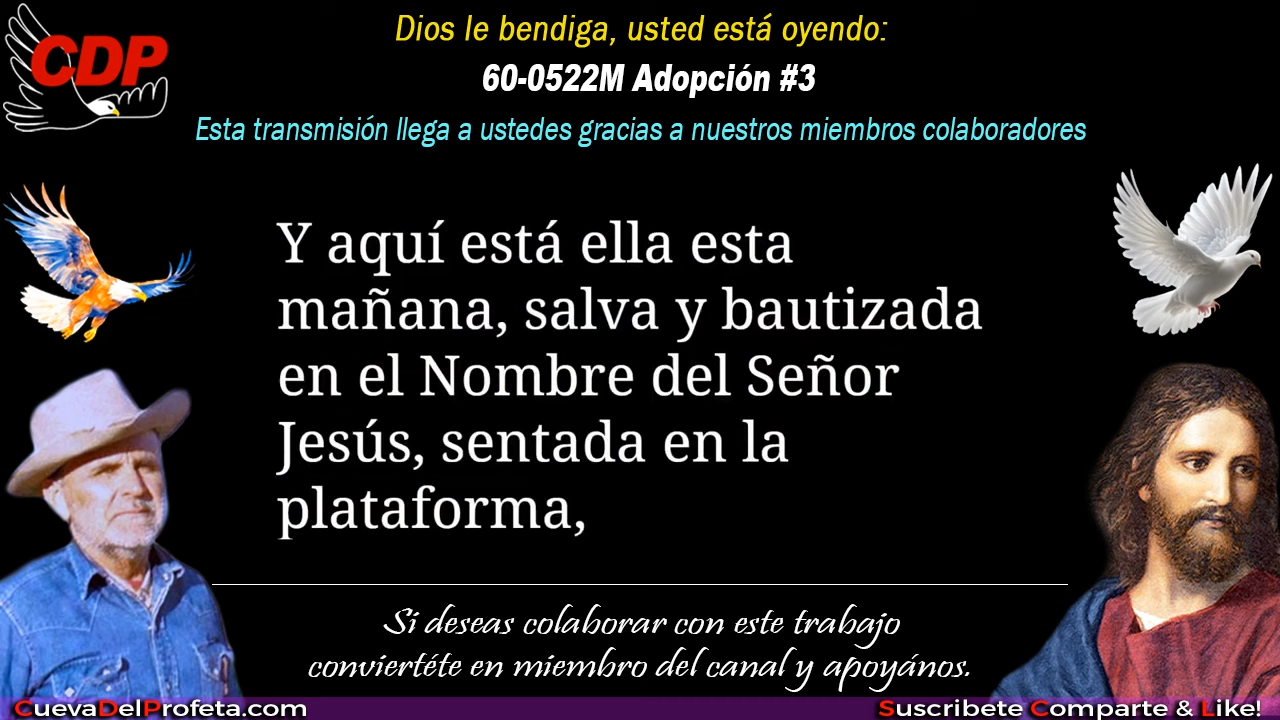 CDP
Dios le bendiga, usted está oyendo:
60-0522M Adopción #3
Esta transmisión llega a ustedes gracias a nuestros miembros colaboradores
Y aquí está ella esta
mañana, salva y bautizada
en el Nombre del Señor
Jesús, sentada en la
plataforma,
Si deseas colaborar con este trabajo
conviertéte en miembro del canal y apoyános.
CuevaDelProfeta.com
Suscribete Comparte & Like!